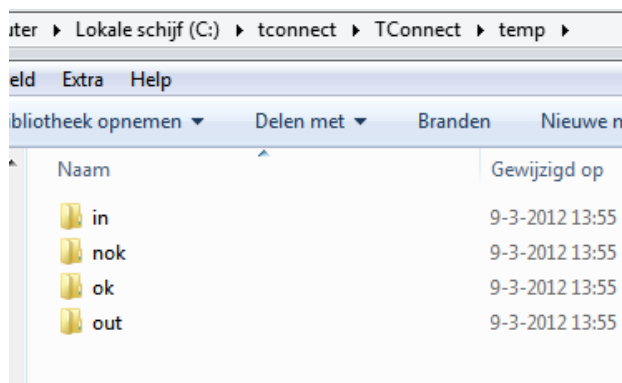 uter ▸ Lokale schijf (C:) ▸ tconnect ▸ TConnect ▸ temp ▸
eld Extra Help
ibliotheek opnemen ▾ Delen met ▾ Branden Nieuwe n
Naam Gewijzigd op
in 9-3-2012 13:55
nok 9-3-2012 13:55
ok 9-3-2012 13:55
out 9-3-2012 13:55